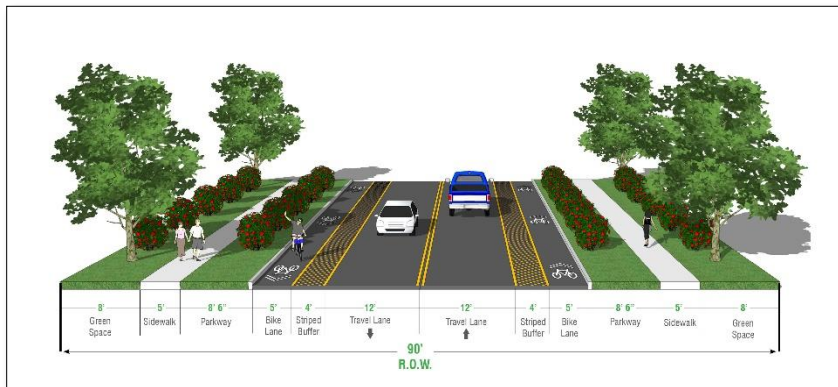 8' 5' 8' 6" 5' 4' 12' 12' 4' 5' 8' 6" 5' 8'
Green Space
Sidewalk
Parkway
Bike Lane
Striped Buffer
Travel Lane
Travel Lane
Striped Buffer
Bike Lane
Parkway
Sidewalk
Green Space
90'
R.O.W.